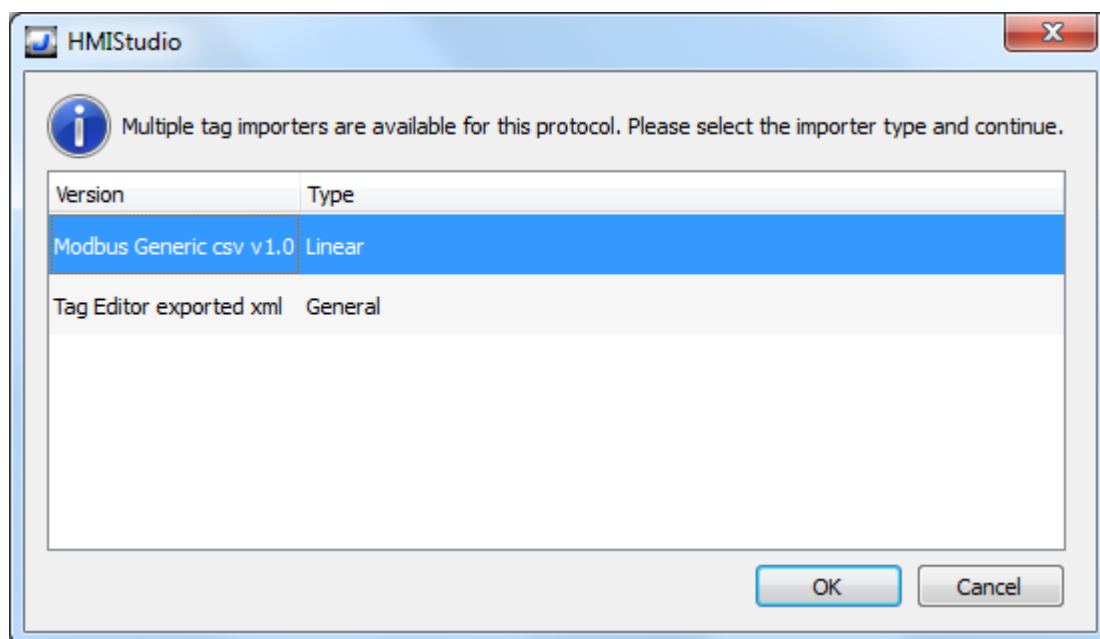 HMIStudio
Multiple tag importers are available for this protocol. Please select the importer type and continue.
Version Type
Modbus Generic csv v1.0 Linear
Tag Editor exported xml General
OK Cancel